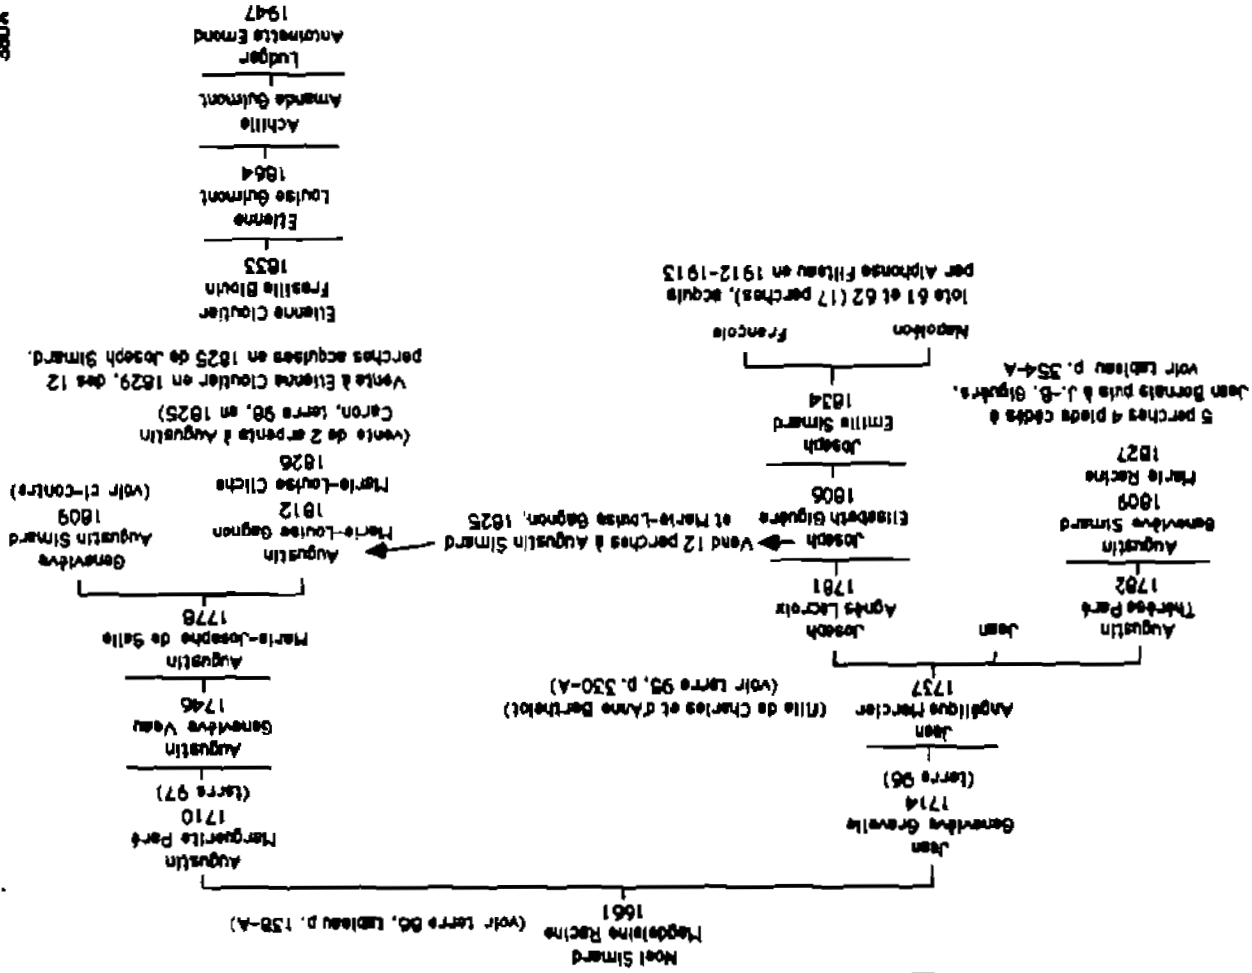 Noel Simard
Magdeleine Racine
1661
(voir terre 86, tableau p. 138-A)
Jean
Geneviève Gravelle
1714
(terre 96)
Jean
Angélique Mercier
1737
(fille de Charles et d'Anne Berthelot)
(voir terre 95, p. 330-A)
Augustin
Thérèse Paré
1782
Jean
Joseph
Agnès Lacroix
1781
Augustin
Geneviève Simard
1809
Marie Racine
1827
5 perches 4 pieds cédés à
Jean Bornais puis à J.-B. Giguère,
voir tableau p. 354-A
Joseph
Elisabeth Giguère
1806
Vend 12 perches à Augustin Simard
et Marie-Louise Gagnon, 1825
Joseph
Emilie Simard
1834
Napoléon
François
lots 61 et 62 (17 perches), acquis
par Alphonse Filteau en 1912-1913
Augustin
Marguerite Paré
1710
(terre 97)
Augustin
Geneviève Veau
1746
Augustin
Marie-Josephe de Salle
1778
Augustin
Marie-Louise Gagnon
1812
Marie-Louise Cliche
1826
Geneviève
Augustin Simard
1809
(voir ci-contre)
(vente de 2 arpents à Augustin
Caron, terre 98, en 1825)
Vente à Etienne Cloutier en 1829, des 12
perches acquises en 1825 de Joseph Simard.
Etienne Cloutier
Frasille Blouin
1833
Etienne
Louise Guimont
1864
Achille
Amanda Guimont
Ludger
Antoinette Emond
1947